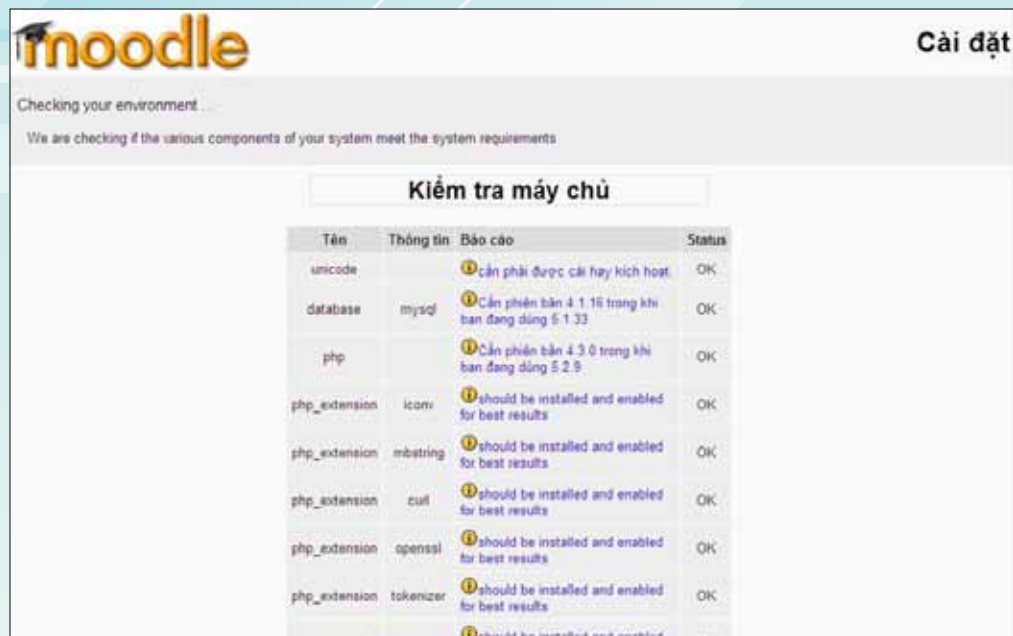 moodle
Cài đặt
Checking your environment ...
We are checking if the various components of your system meet the system requirements
Kiểm tra máy chủ
Tên Thông tin Báo cáo Status
unicode cần phải được cài hay kích hoạt OK
database mysql Cần phiên bản 4.1.16 trong khi
bạn đang dùng 5.1.33 OK
php Cần phiên bản 4.3.0 trong khi
bạn đang dùng 5.2.9 OK
php_extension iconv should be installed and enabled
for best results OK
php_extension mbstring should be installed and enabled
for best results OK
php_extension curl should be installed and enabled
for best results OK
php_extension openssl should be installed and enabled
for best results OK
php_extension tokenizer should be installed and enabled
for best results OK
should be installed and enabled